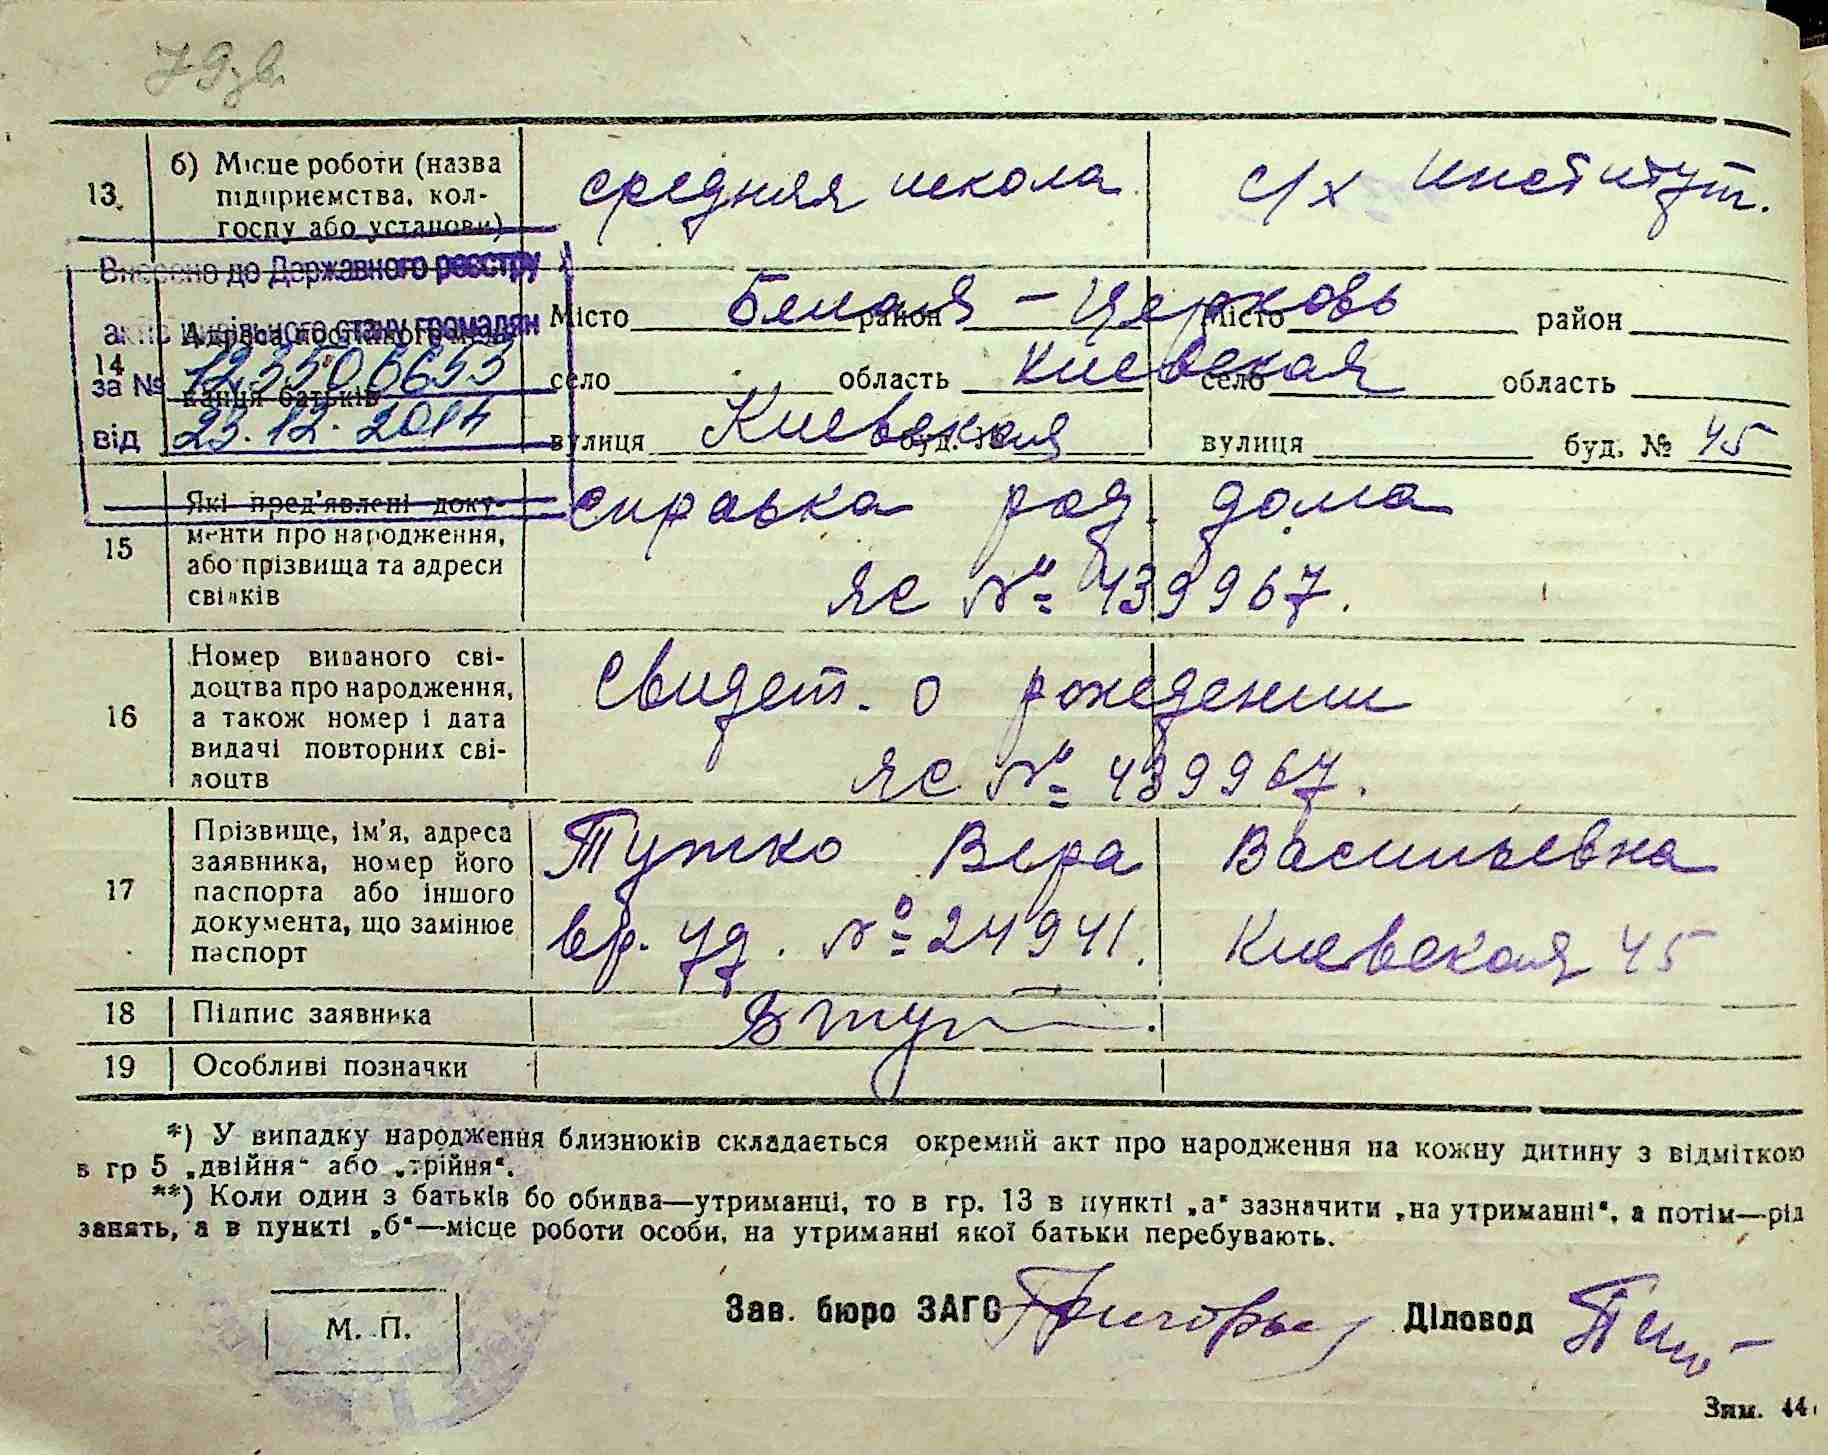 13. б) Місце роботи (назва підприємства, колгоспу або установи) средняя школа с/х институт.
Внесено до Державного реєстру
актів цивільного стану громадян
за № 12350 6653
від 23.12.2014
14 Адреса постійного мешкання батьків
Місто Белая - Церковь район Місто район
село область Киевская село область
вулиця Киевская буд. № вулиця буд. № 45
15 Які пред'явлені документи про народження, або прізвища та адреси свідків
справка род. дома
ЯС № 439967.
16 Номер виданого свідоцтва про народження, а також номер і дата видачі повторних свідоцтв
Свидет. о рождении
ЯС № 439967.
17 Прізвище, ім'я, адреса заявника, номер його паспорта або іншого документа, що замінює паспорт
Тутко Вера Васильевна
вр. уд. № 24941. Киевская 45
18 Підпис заявника
19 Особливі позначки
*) У випадку народження близнюків складається окремий акт про народження на кожну дитину з відміткою
в гр 5 „двійня“ або „трійня“.
**) Коли один з батьків бо обидва—утриманці, то в гр. 13 в пункті „а“ зазначити „на утриманні“, а потім—рід
занять, а в пункті „б“—місце роботи особи, на утриманні якої батьки перебувають.
М. П.
Зав. бюро ЗАГС Діловод
Зам. 44